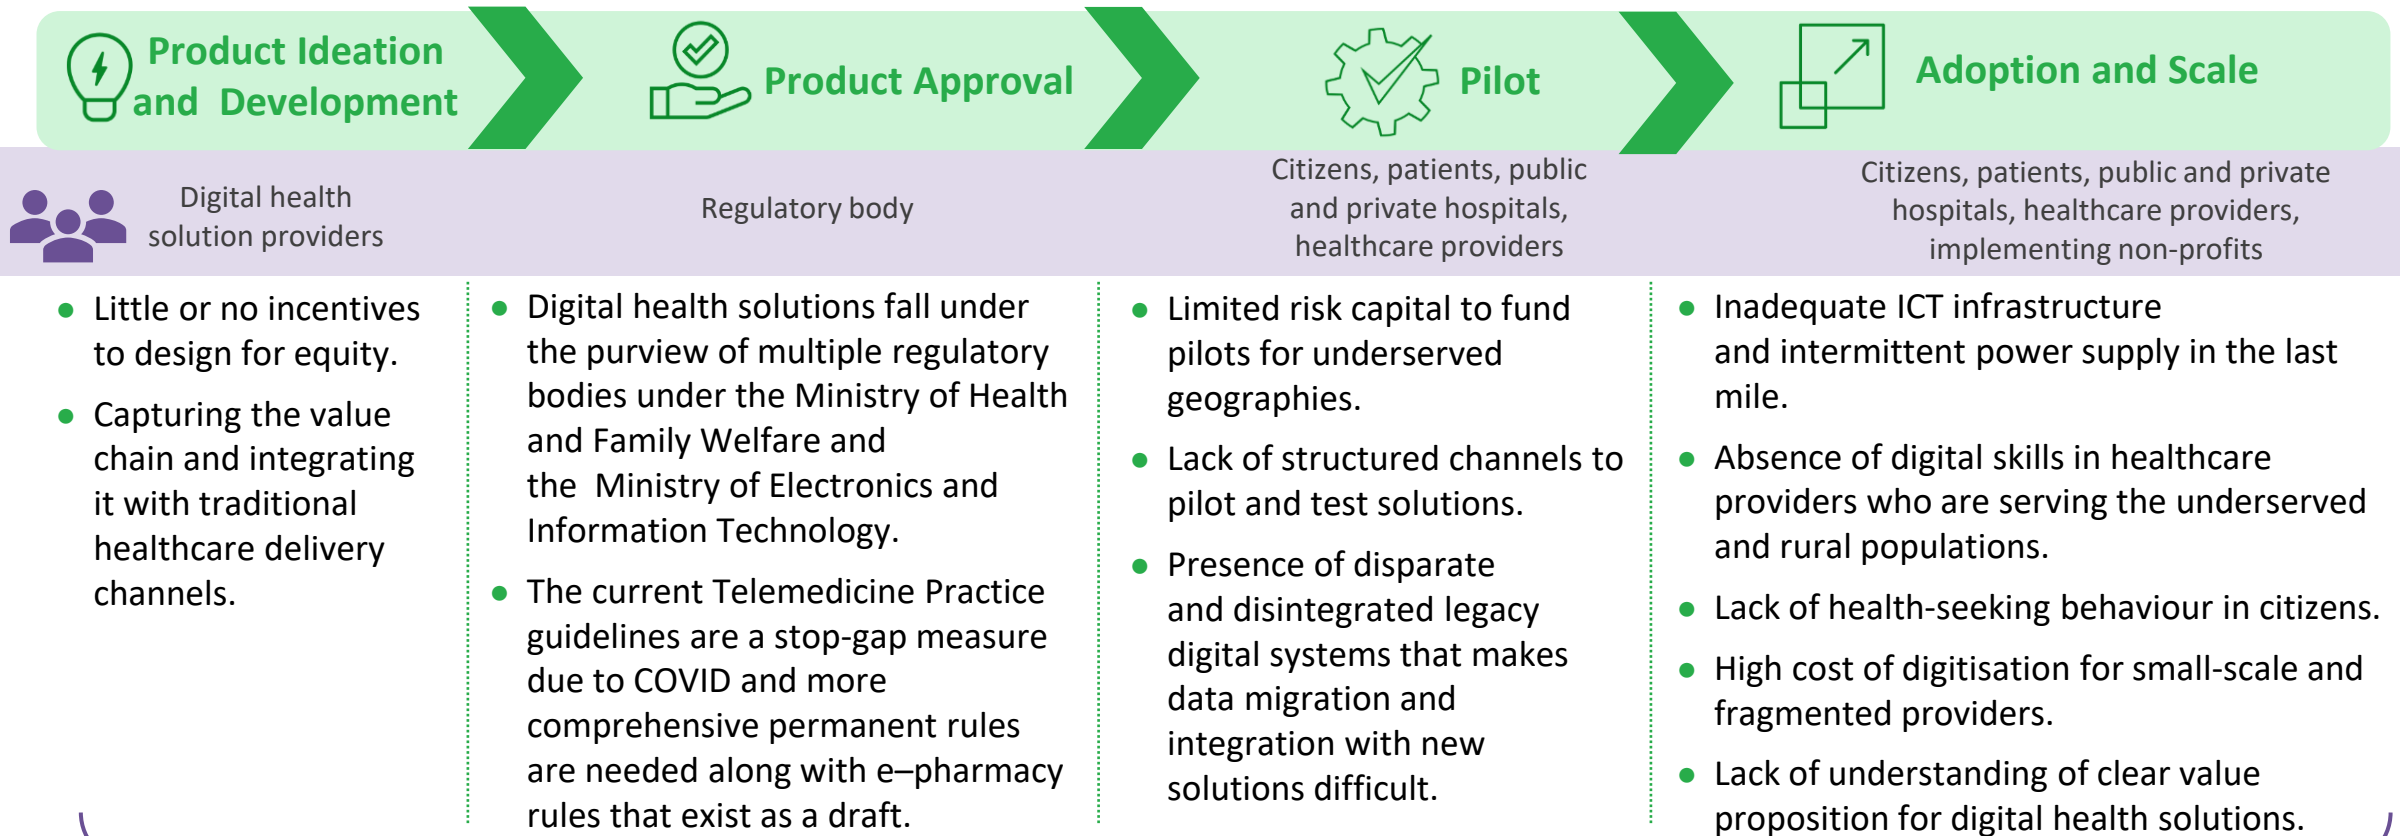 Product Ideation
and  Development
Product Approval
Pilot
Adoption and Scale
Digital health
solution providers
Regulatory body
Citizens, patients, public
and private hospitals,
healthcare providers
Citizens, patients, public and private
hospitals, healthcare providers,
implementing non-profits
● Little or no incentives
to design for equity.
● Capturing the value
chain and integrating
it with traditional
healthcare delivery
channels.
● Digital health solutions fall under
the purview of multiple regulatory
bodies under the Ministry of Health
and Family Welfare and
the  Ministry of Electronics and
Information Technology.
● The current Telemedicine Practice
guidelines are a stop-gap measure
due to COVID and more
comprehensive permanent rules
are needed along with e–pharmacy
rules that exist as a draft.
● Limited risk capital to fund
pilots for underserved
geographies.
● Lack of structured channels to
pilot and test solutions.
● Presence of disparate
and disintegrated legacy
digital systems that makes
data migration and
integration with new
solutions difficult.
● Inadequate ICT infrastructure
and intermittent power supply in the last
mile.
● Absence of digital skills in healthcare
providers who are serving the underserved
and rural populations.
● Lack of health-seeking behaviour in citizens.
● High cost of digitisation for small-scale and
fragmented providers.
● Lack of understanding of clear value
proposition for digital health solutions.